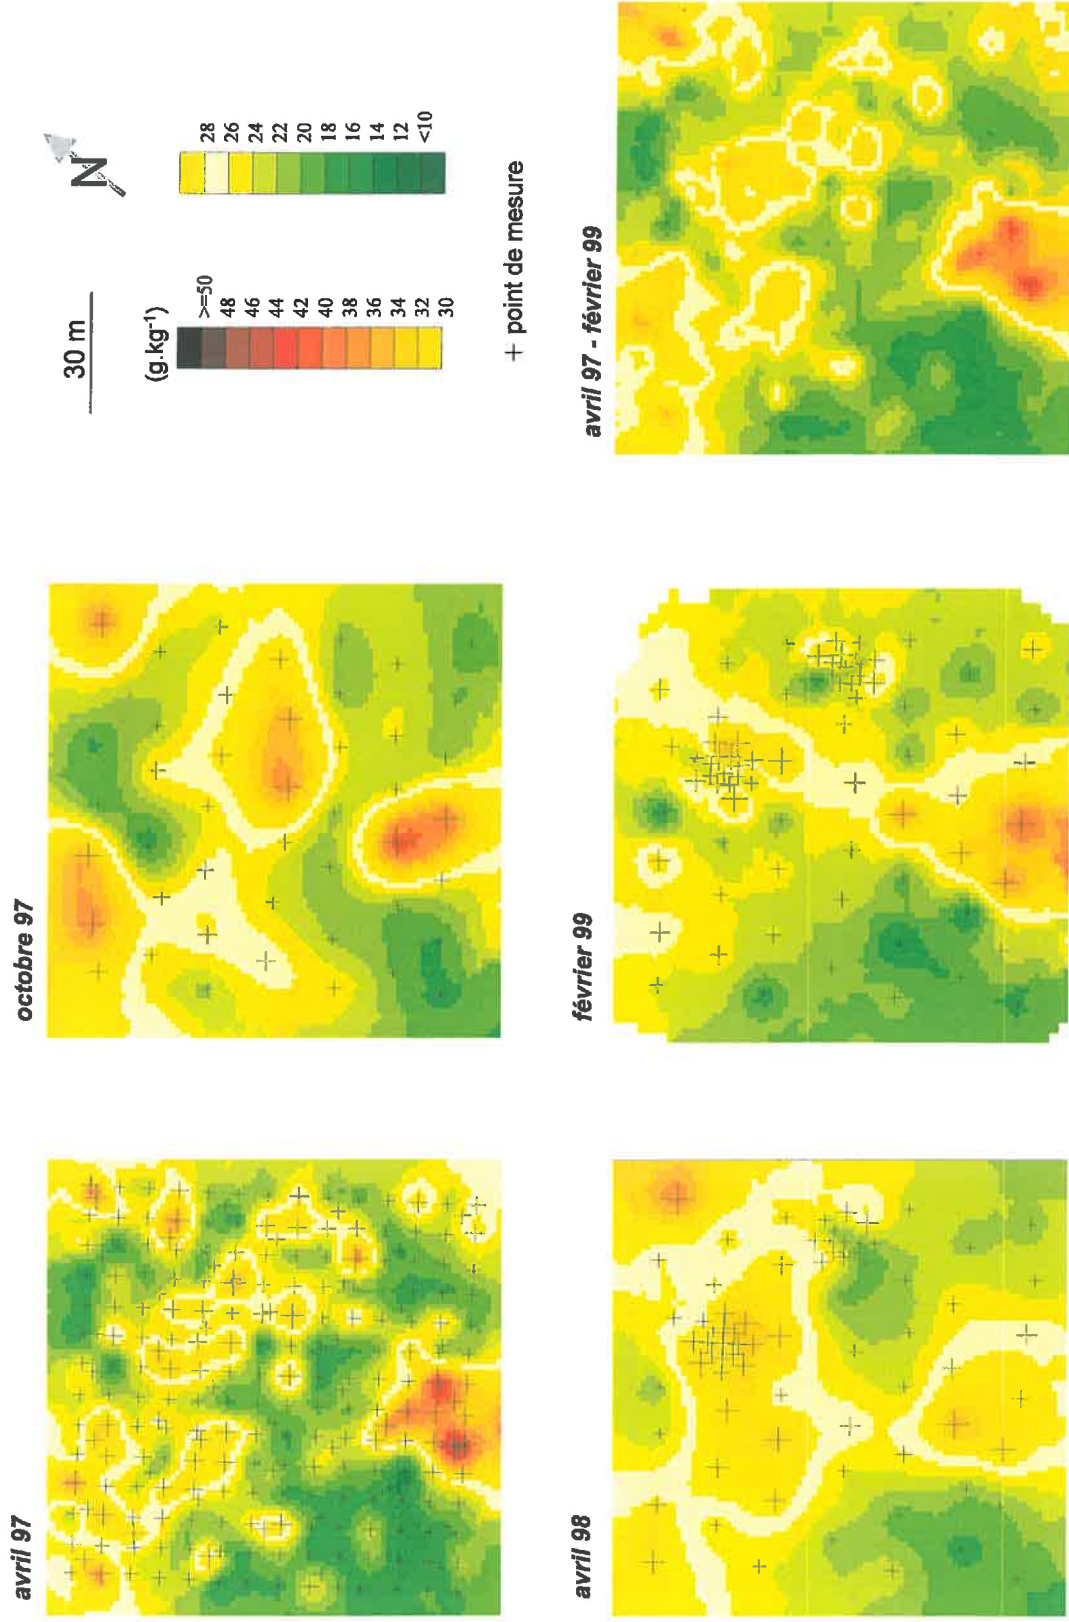 avril 97
octobre 97
30 m
N
(g.kg⁻¹)
>=50
48
46
44
42
40
38
36
34
32
30
28
26
24
22
20
18
16
14
12
<10
+ point de mesure
avril 98
février 99
avril 97 - février 99